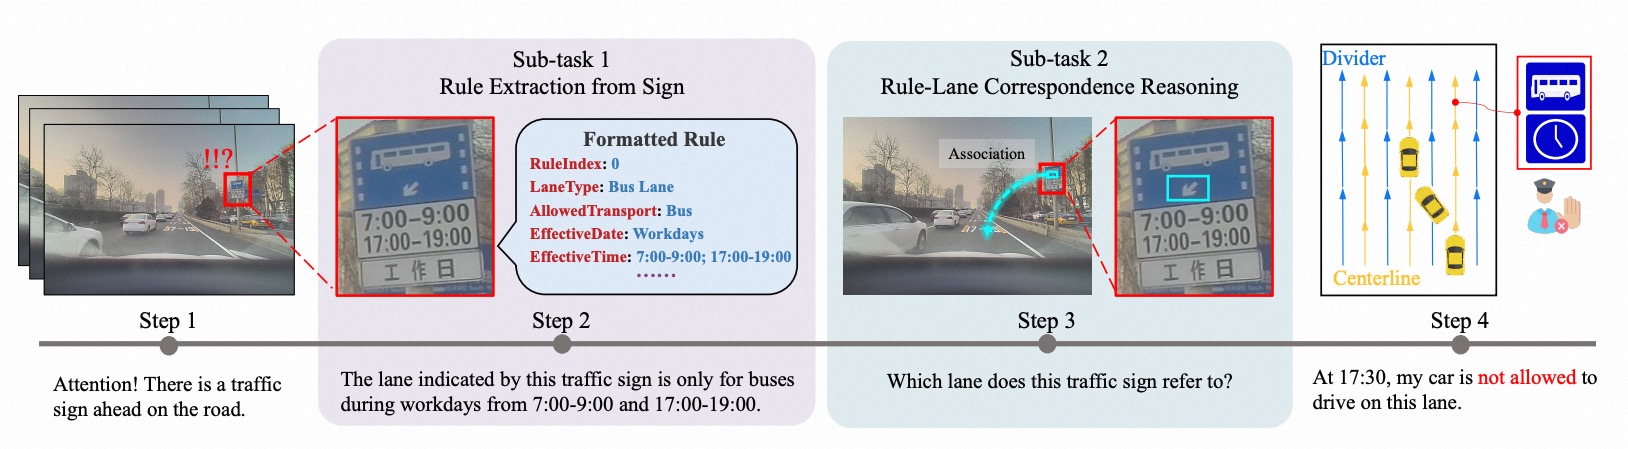 Sub-task 1
Rule Extraction from Sign
Sub-task 2
Rule-Lane Correspondence Reasoning
!!?
7:00-9:00
17:00-19:00
工作日
Formatted Rule
RuleIndex: 0
LaneType: Bus Lane
AllowedTransport: Bus
EffectiveDate: Workdays
EffectiveTime: 7:00-9:00; 17:00-19:00
......
Association
7:00-9:00
17:00-19:00
工作日
Divider
Centerline
Step 1
Step 2
Step 3
Step 4
Attention! There is a traffic
sign ahead on the road.
The lane indicated by this traffic sign is only for buses
during workdays from 7:00-9:00 and 17:00-19:00.
Which lane does this traffic sign refer to?
At 17:30, my car is not allowed to
drive on this lane.